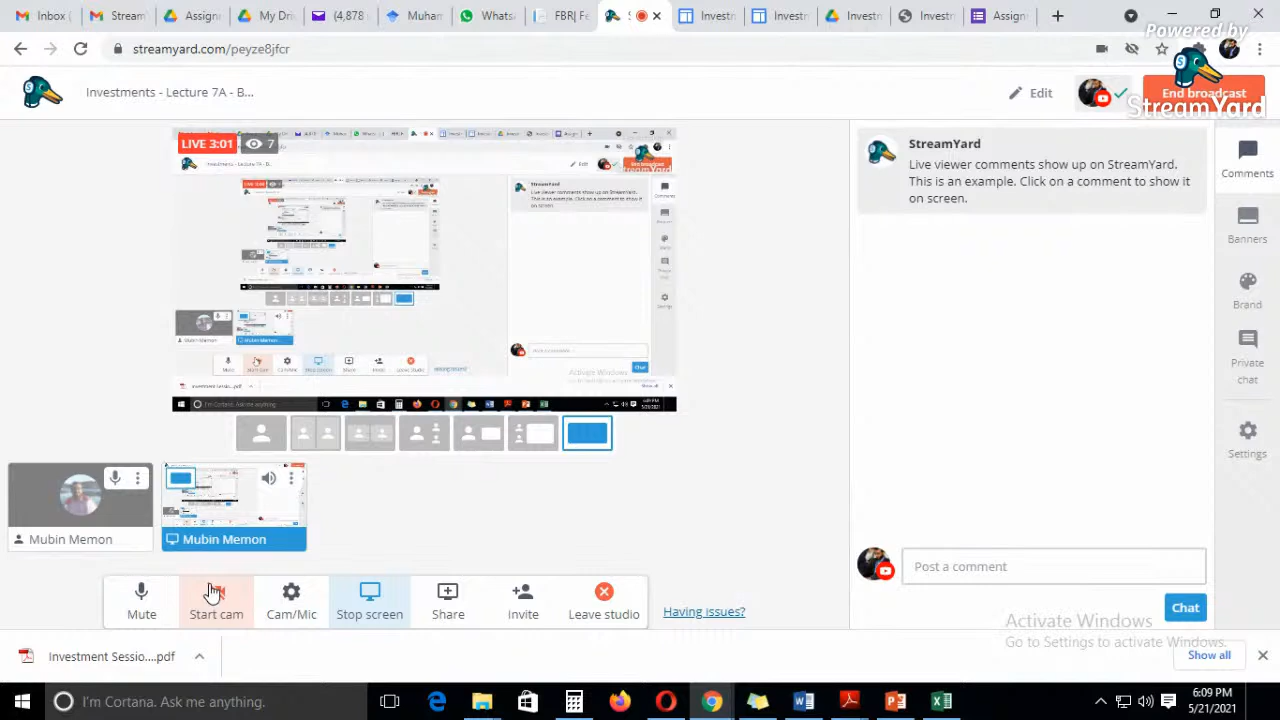 Inbox (
Stream
Assign
My Driv
(4,878
Muham
Whats
FBR| Fe
S
Investm
Investm
Investm
Investm
Assign
streamyard.com/peyze8jfcr
Powered by
StreamYard
Investments - Lecture 7A - B...
Edit
End broadcast
LIVE 3:01
7
StreamYard
Live viewer comments show up on StreamYard.
This is an example. Click on a comment to show it
on screen.
Comments
Banners
Brand
Private
chat
Settings
Mubin Memon
Mubin Memon
Post a comment
Chat
Mute
Start cam
Cam/Mic
Stop screen
Share
Invite
Leave studio
Having issues?
Activate Windows
Go to Settings to activate Windows.
Investment Sessio....pdf
Show all
I'm Cortana. Ask me anything.
6:09 PM
5/21/2021